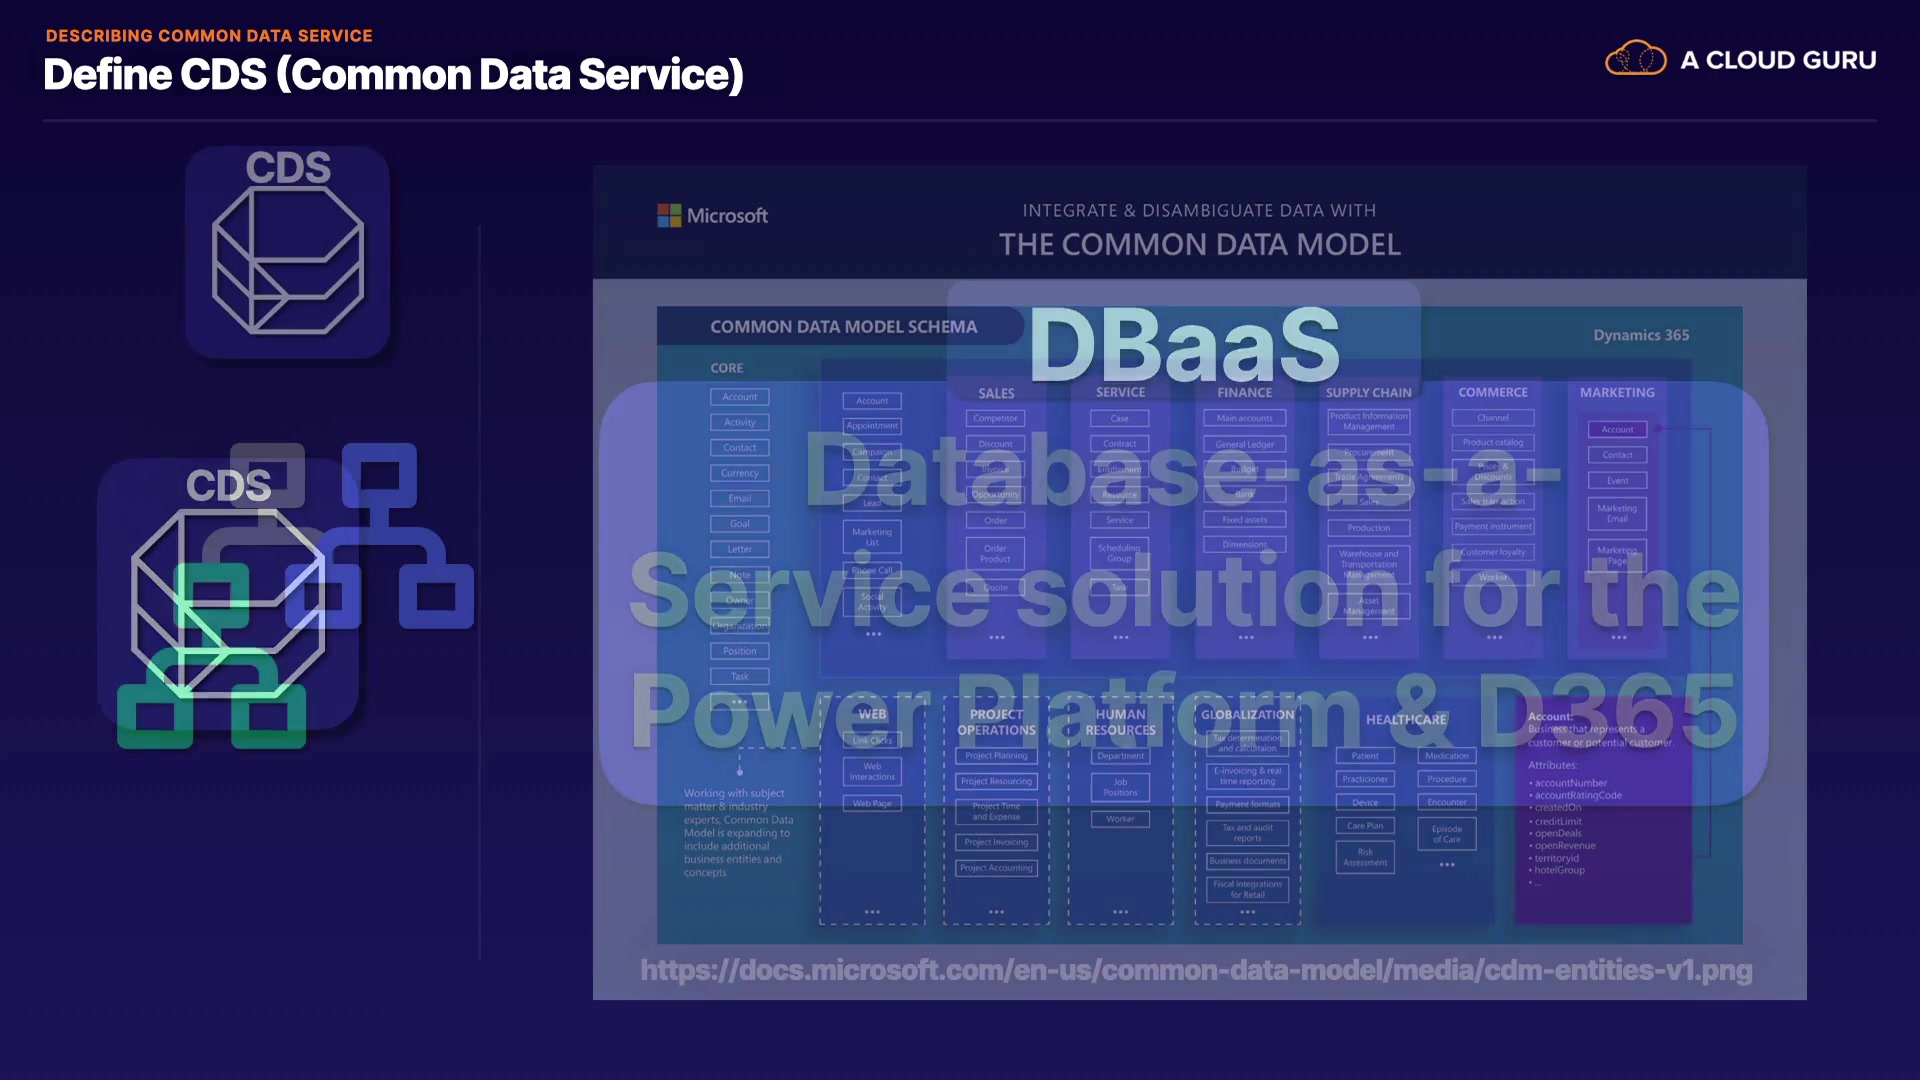 DESCRIBING COMMON DATA SERVICE
Define CDS (Common Data Service)
A CLOUD GURU
CDS
CDS
Microsoft
INTEGRATE & DISAMBIGUATE DATA WITH
THE COMMON DATA MODEL
DBaaS
Database-as-a-
Service solution for the
Power Platform & D365
COMMON DATA MODEL SCHEMA
Dynamics 365
CORE
Account
Activity
Contact
Currency
Email
Goal
Letter
Note
Owner
Organization
Position
Task
...
Account
Appointment
Campaign
Contact
Lead
Marketing
List
Phone Call
Social
Activity
...
SALES
Competitor
Discount
Invoice
Opportunity
Order
Order
Product
Quote
...
SERVICE
Case
Contract
Entitlement
Resource
Service
Scheduling
Group
Task
...
FINANCE
Main accounts
General Ledger
Budget
Bank
Fixed assets
Dimensions
...
SUPPLY CHAIN
Product Information
Management
Procurement
Trade Agreements
Sales
Production
Warehouse and
Transportation
Management
Asset
Management
...
COMMERCE
Channel
Product catalog
Price &
Discounts
Sales transaction
Payment instrument
Customer loyalty
Worker
...
MARKETING
Account
Contact
Event
Marketing
Email
Marketing
Page
...
Working with subject
matter & industry
experts, Common Data
Model is expanding to
include additional
business entities and
concepts
WEB
Link Clicks
Web
Interactions
Web Page
...
PROJECT
OPERATIONS
Project Planning
Project Resourcing
Project Time
and Expense
Project Invoicing
Project Accounting
...
HUMAN
RESOURCES
Department
Job
Positions
Worker
...
GLOBALIZATION
Tax determination
and calculation
E-invoicing & real
time reporting
Payment formats
Tax and audit
reports
Business documents
Fiscal integrations
for Retail
...
HEALTHCARE
Patient
Practicioner
Device
Care Plan
Risk
Assessment
Medication
Procedure
Encounter
Episode
of Care
...
Account:
Business that represents a
customer or potential customer.
Attributes:
• accountNumber
• accountRatingCode
• createdOn
• creditLimit
• openDeals
• openRevenue
• territoryid
• hotelGroup
• ...
https://docs.microsoft.com/en-us/common-data-model/media/cdm-entities-v1.png